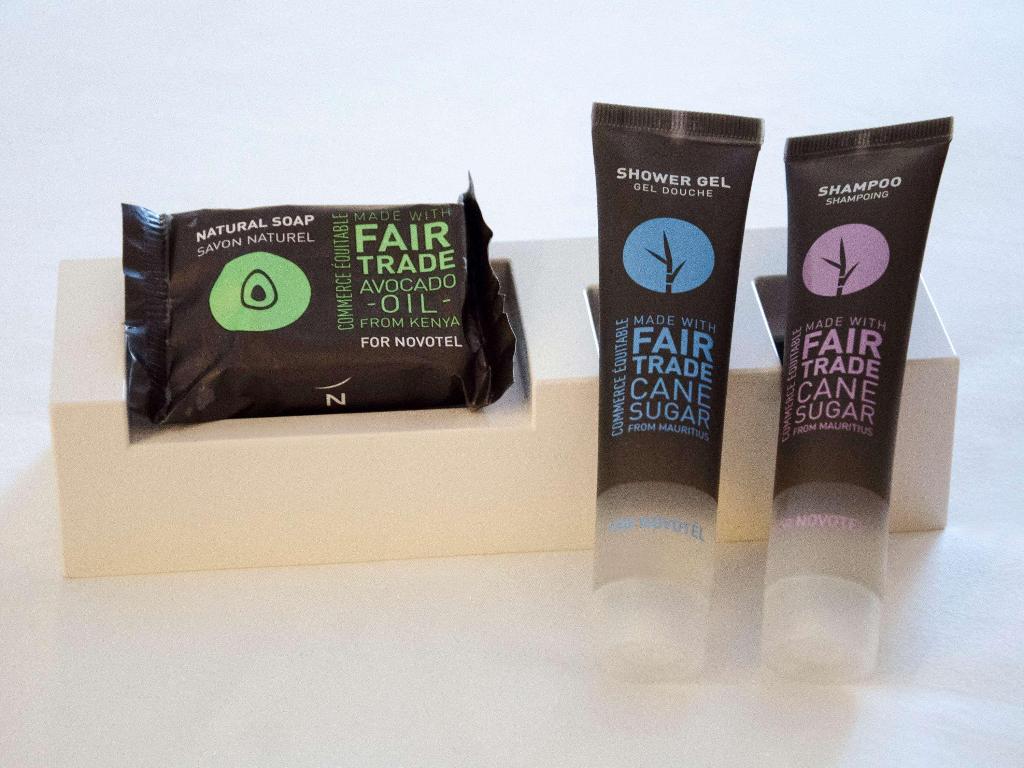 NATURAL SOAP
SAVON NATUREL
COMMERCE ÉQUITABLE
MADE WITH
FAIR
TRADE
AVOCADO
- OIL -
FROM KENYA
FOR NOVOTEL
N
SHOWER GEL
GEL DOUCHE
COMMERCE ÉQUITABLE
MADE WITH
FAIR
TRADE
CANE
SUGAR
FROM MAURITIUS
FOR NOVOTEL
SHAMPOO
SHAMPOING
COMMERCE ÉQUITABLE
MADE WITH
FAIR
TRADE
CANE
SUGAR
FROM MAURITIUS
FOR NOVOTEL